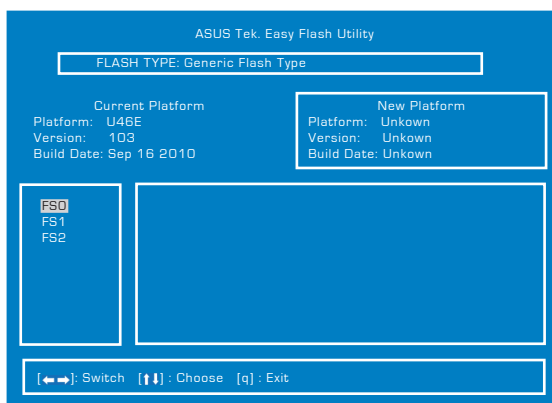 ASUS Tek. Easy Flash Utility
FLASH TYPE: Generic Flash Type
Current Platform
Platform: U46E
Version: 103
Build Date: Sep 16 2010
New Platform
Platform: Unkown
Version: Unkown
Build Date: Unkown
FS0
FS1
FS2
[←→]: Switch [↑↓] : Choose [q] : Exit